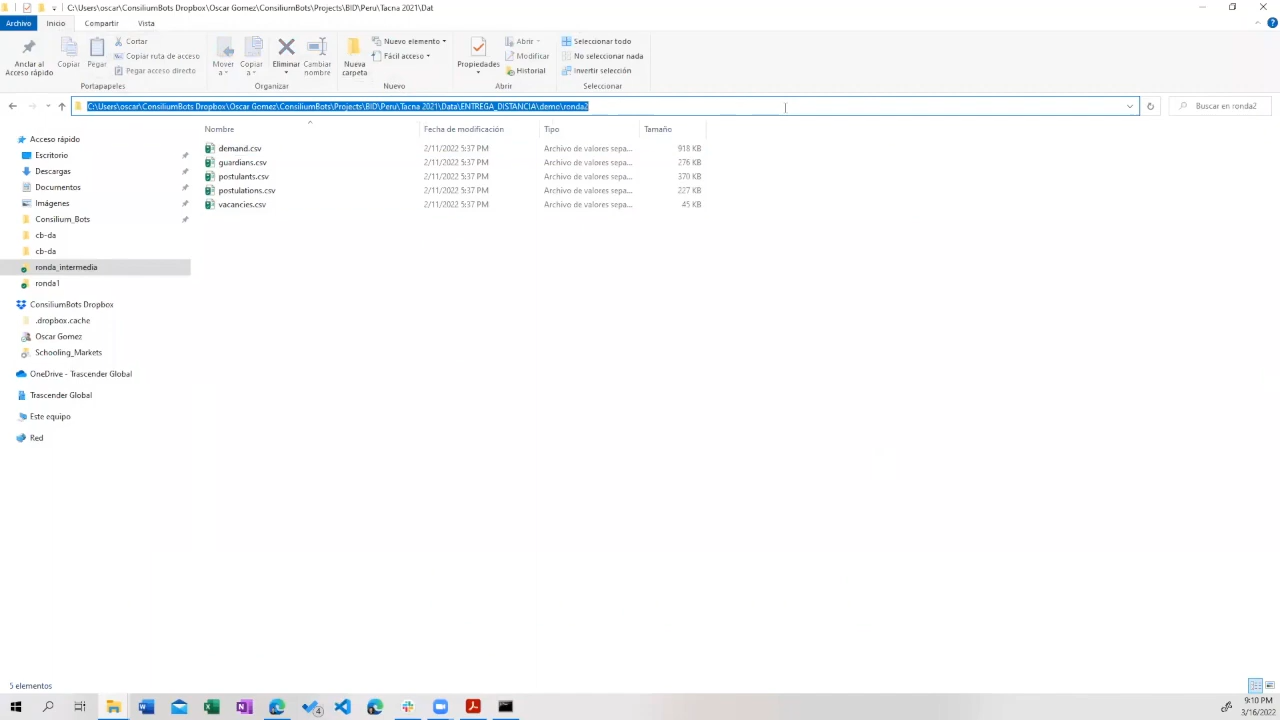 C:\Users\oscar\ConsiliumBots Dropbox\Oscar Gomez\ConsiliumBots\Projects\BID\Peru\Tacna 2021\Dat
Archivo Inicio Compartir Vista
Anclar al Acceso rápido
Copiar
Pegar
Cortar
Copiar ruta de acceso
Pegar acceso directo
Portapapeles
Mover a
Copiar a
Eliminar
Cambiar nombre
Organizar
Nueva carpeta
Nuevo elemento
Fácil acceso
Nuevo
Propiedades
Abrir
Modificar
Historial
Abrir
Seleccionar todo
No seleccionar nada
Invertir selección
Seleccionar
C:\Users\oscar\ConsiliumBots Dropbox\Oscar Gomez\ConsiliumBots\Projects\BID\Peru\Tacna 2021\Data\ENTREGA_DISTANCIA\demo\ronda2
Buscar en ronda2
Acceso rápido
Escritorio
Descargas
Documentos
Imágenes
Consilium_Bots
cb-da
cb-da
ronda_intermedia
ronda1
ConsiliumBots Dropbox
.dropbox.cache
Oscar Gomez
Schooling_Markets
OneDrive - Trascender Global
Trascender Global
Este equipo
Red
Nombre Fecha de modificación Tipo Tamaño
demand.csv 2/11/2022 5:37 PM Archivo de valores sepa... 918 KB
guardians.csv 2/11/2022 5:37 PM Archivo de valores sepa... 276 KB
postulants.csv 2/11/2022 5:37 PM Archivo de valores sepa... 370 KB
postulations.csv 2/11/2022 5:37 PM Archivo de valores sepa... 227 KB
vacancies.csv 2/11/2022 5:37 PM Archivo de valores sepa... 45 KB
5 elementos
9:10 PM
3/16/2022